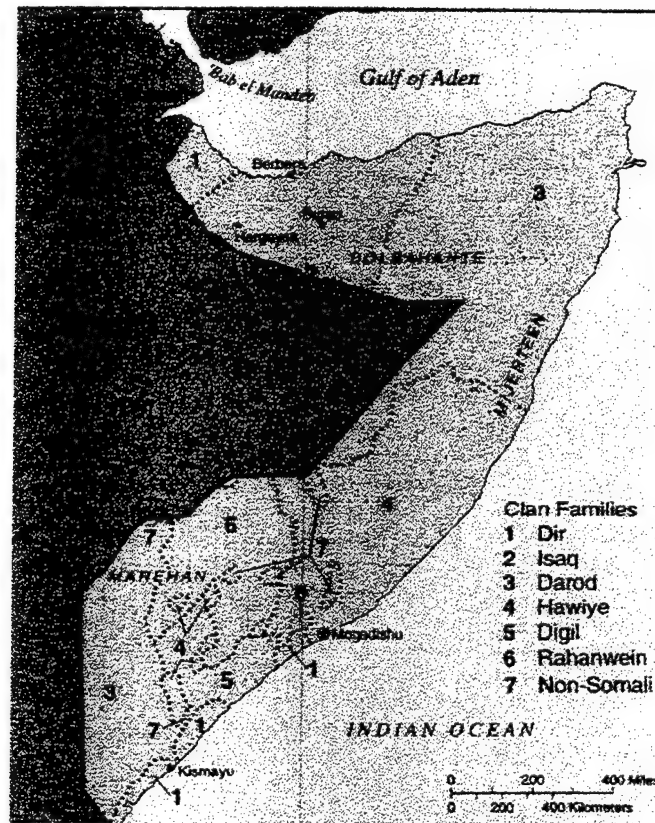 Bab el Mandeb
Gulf of Aden
1
Berbera
3
Hargeysa
DOLBAHANTE
MIJERTEEN
6
7
7
MAREHAN
4
3
5
7
1
1
1
Mogadishu
Kismayu
INDIAN OCEAN
Clan Families
1 Dir
2 Isaq
3 Darod
4 Hawiye
5 Digil
6 Rahanwein
7 Non-Somali
0 200 400 Miles
0 200 400 Kilometers